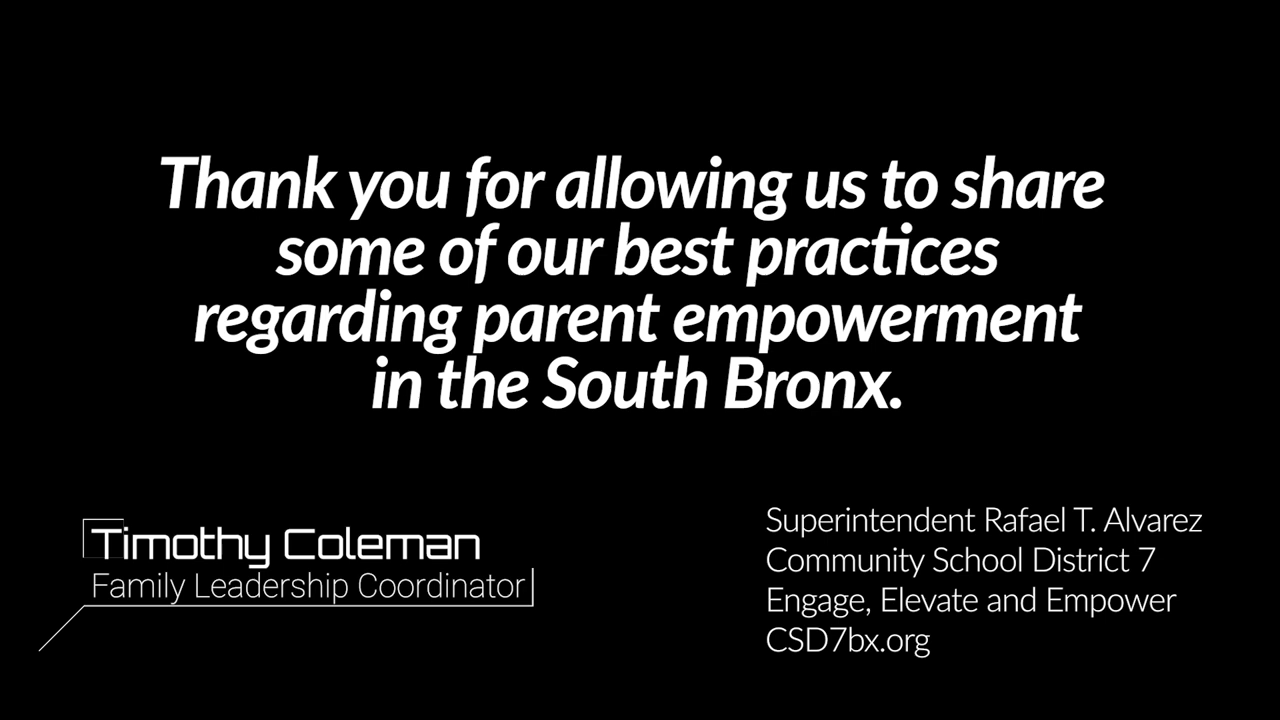 Thank you for allowing us to share
some of our best practices
regarding parent empowerment
in the South Bronx.
Timothy Coleman
Family Leadership Coordinator
Superintendent Rafael T. Alvarez
Community School District 7
Engage, Elevate and Empower
CSD7bx.org